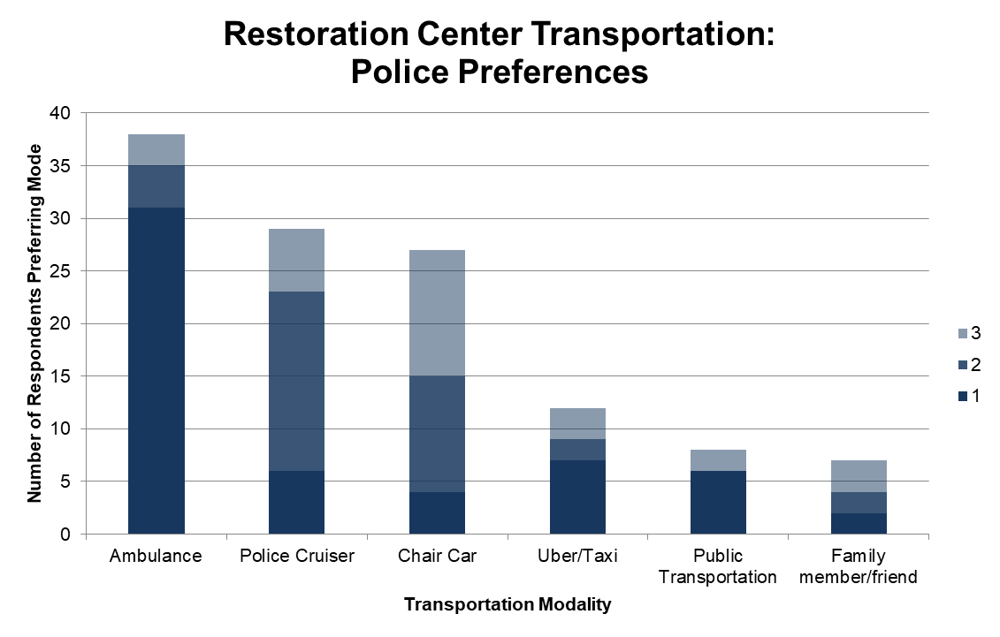 Restoration Center Transportation:
Police Preferences
Number of Respondents Preferring Mode
40
35
30
25
20
15
10
5
0
Ambulance
Police Cruiser
Chair Car
Uber/Taxi
Public
Transportation
Family
member/friend
Transportation Modality
3
2
1